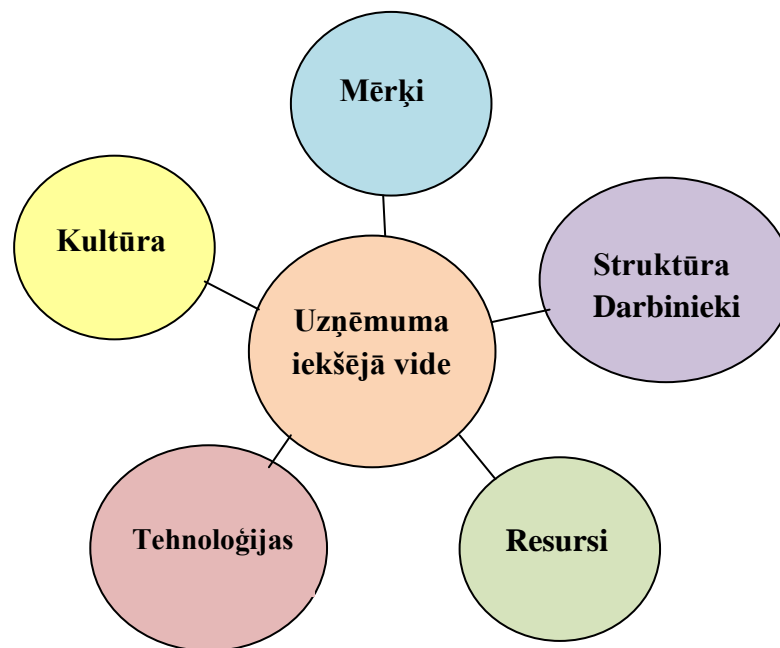 Mērķi
Kultūra
Struktūra
Darbinieki
Uzņēmuma
iekšējā vide
Tehnoloģijas
Resursi